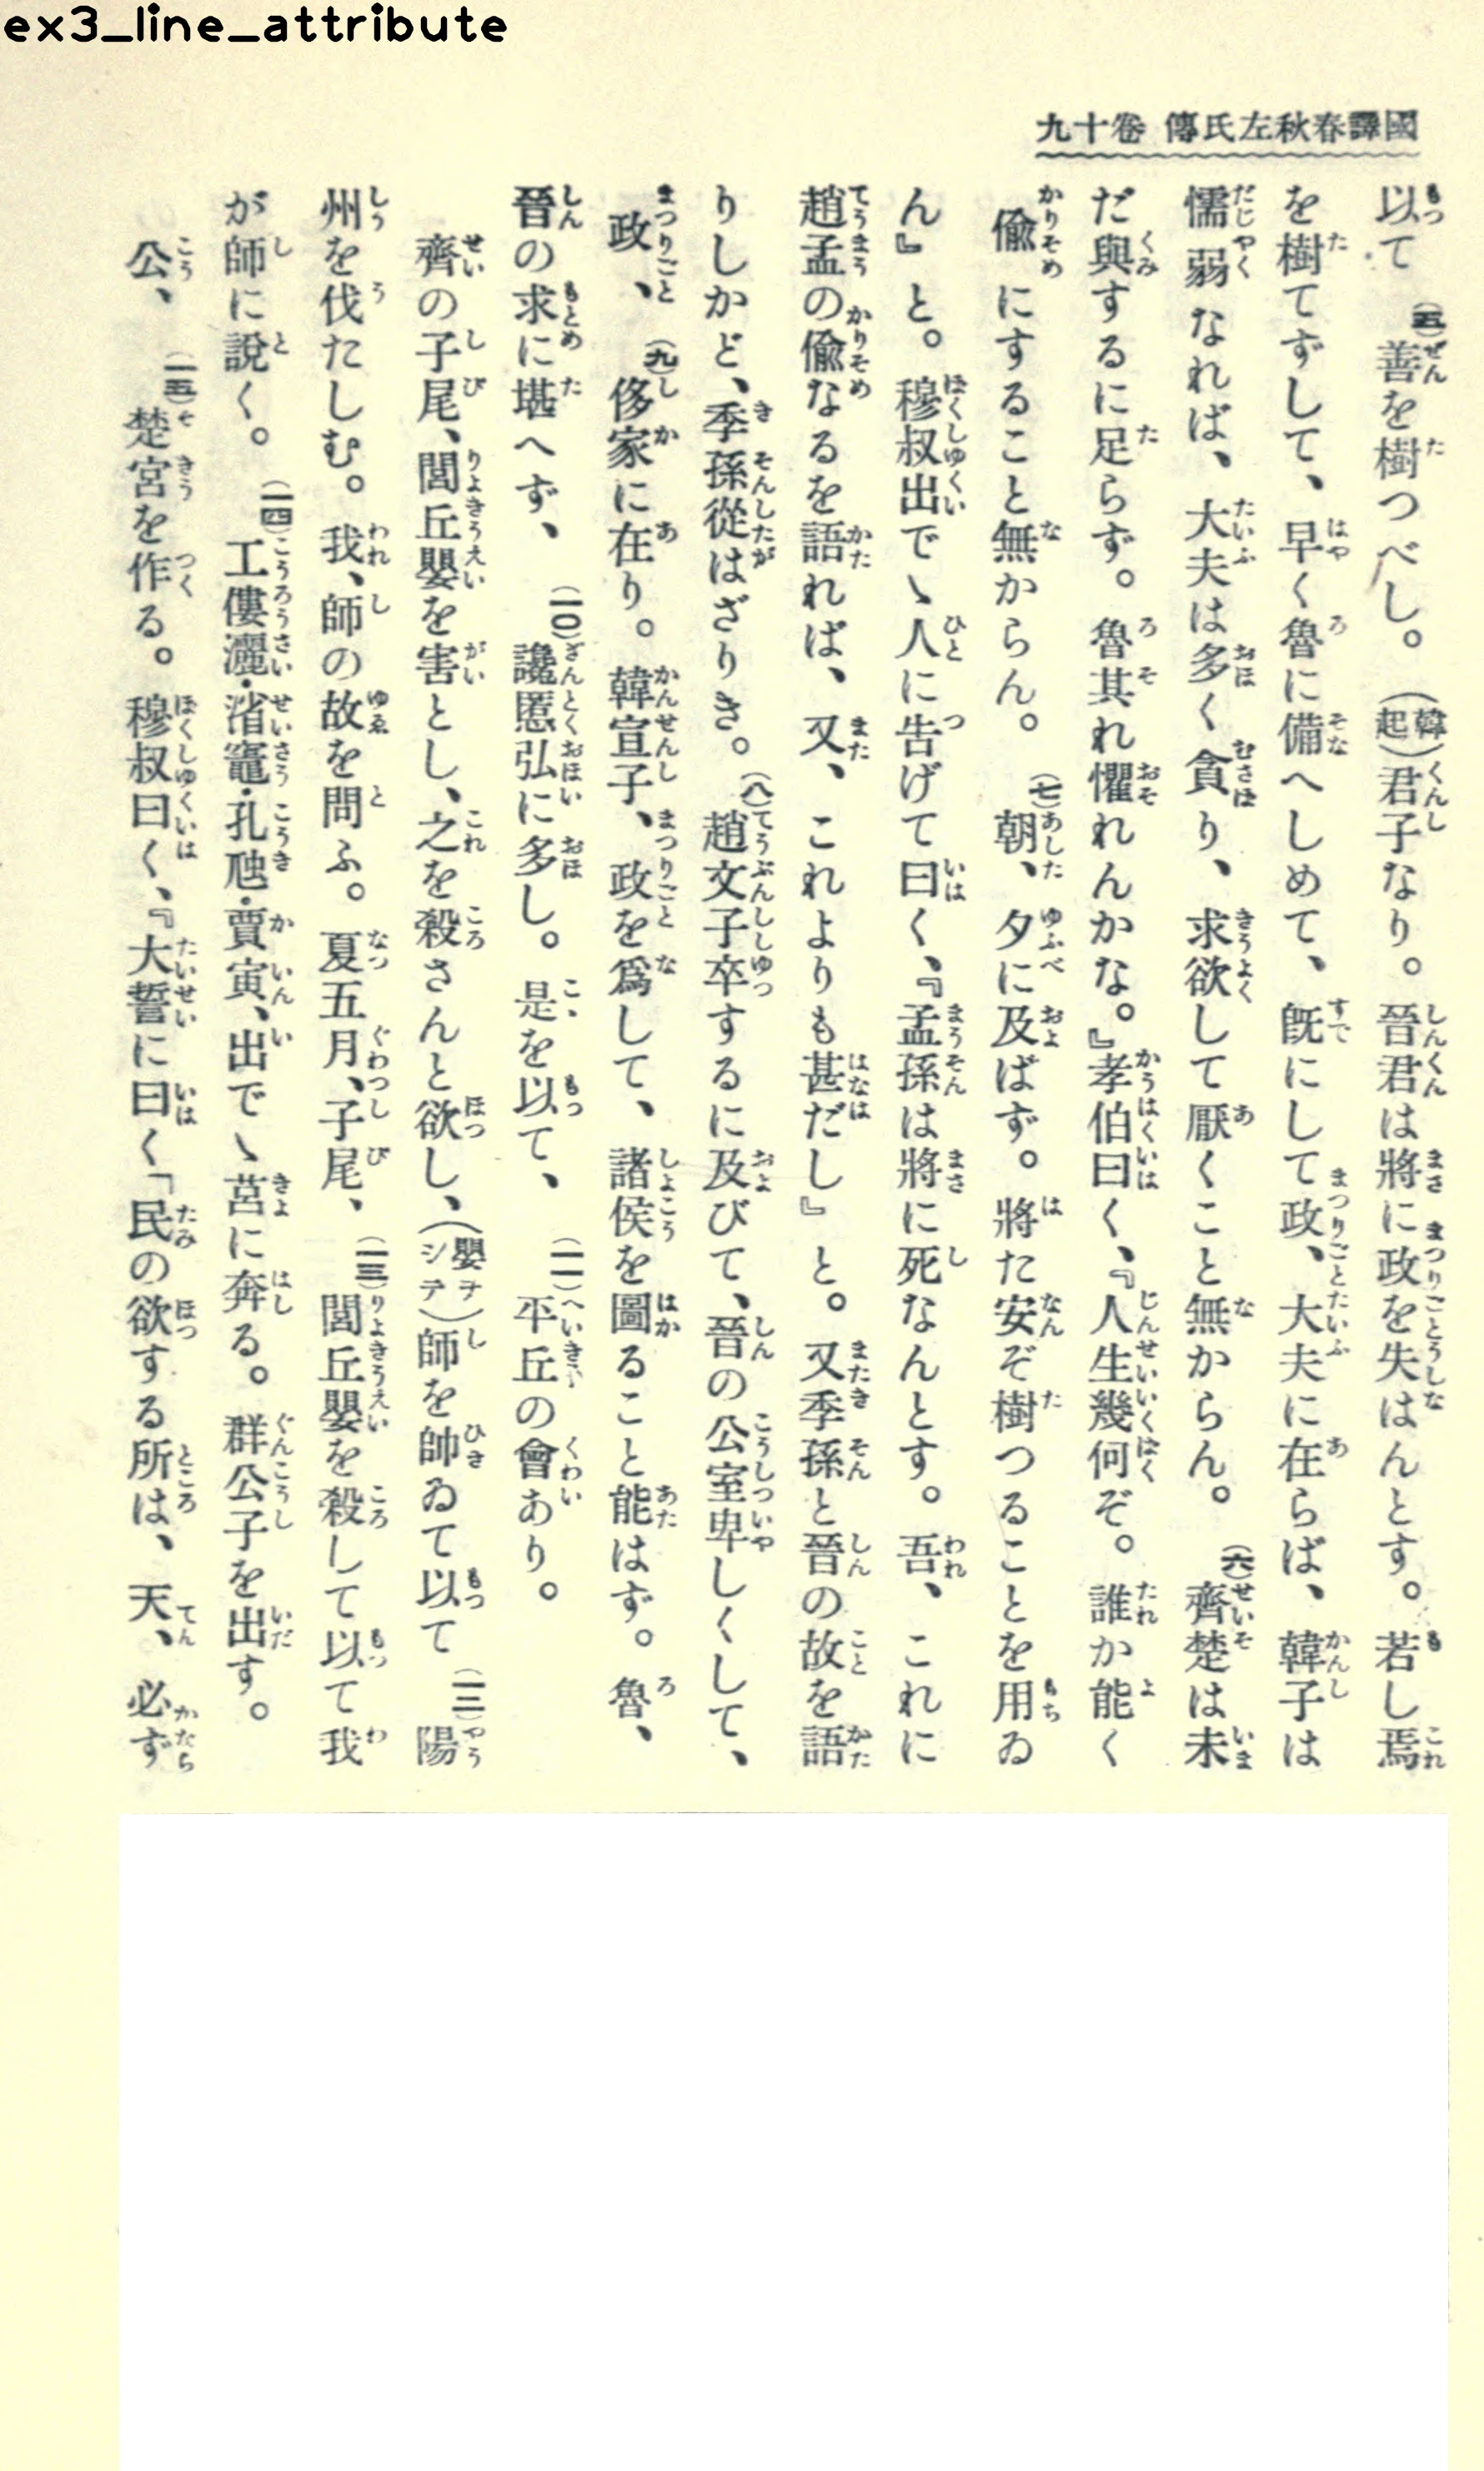 ex3_line_attribute
國譯春秋左氏傳 卷十九
以て(五)善を樹つべし。(韓起)君子なり。晉君は將に政を失はんとす。若し焉
を樹てずして、早く魯に備へしめて、既にして政、大夫に在らば、韓子は
懦弱なれば、大夫は多く貪り、求欲して厭くこと無からん。(六)齊楚は未
だ與するに足らず。魯其れ懼れんかな。』孝伯曰く、『人生幾何ぞ。誰か能く
偸にすること無からん。(七)朝、夕に及ばず。將た安ぞ樹つることを用ゐ
ん』と。穆叔出でゝ人に告げて曰く、『孟孫は將に死なんとす。吾、これに
趙孟の偸なるを語れば、又、これよりも甚だし』と。又季孫と晉の故を語
りしかど、季孫從はざりき。(八)趙文子卒するに及びて、晉の公室卑しくして、
政、(九)侈家に在り。韓宣子、政を爲して、諸侯を圖ること能はず。魯、
晉の求に堪へず、(一〇)讒慝弘に多し。是を以て、(一一)平丘の會あり。
齊の子尾、閭丘嬰を害とし、之を殺さんと欲し、(嬰ヲシテ)師を帥ゐて以て(一二)陽
州を伐たしむ。我、師の故を問ふ。夏五月、子尾、(一三)閭丘嬰を殺して以て我
が師に說く。(一四)工僂灑・渻竈・孔虺・賈寅、出でゝ莒に奔る。群公子を出す。
公、(一五)楚宮を作る。穆叔曰く、『大誓に曰く「民の欲する所は、天、必ず